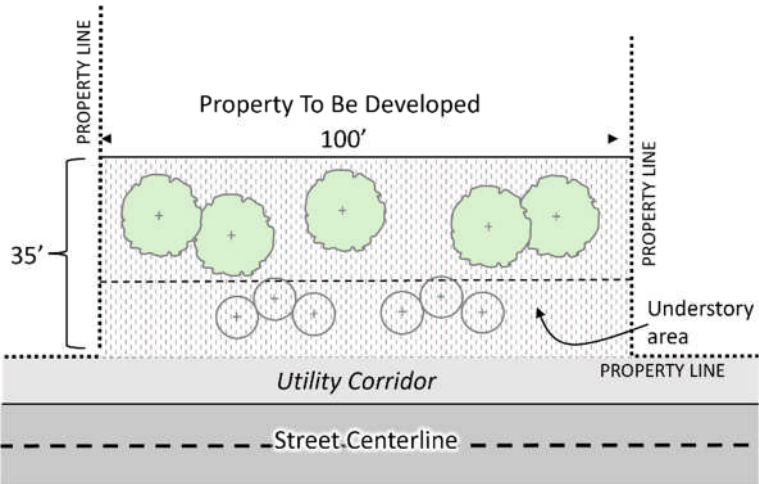 PROPERTY LINE
Property To Be Developed
100’
PROPERTY LINE
35’
Understory
area
PROPERTY LINE
Utility Corridor
Street Centerline